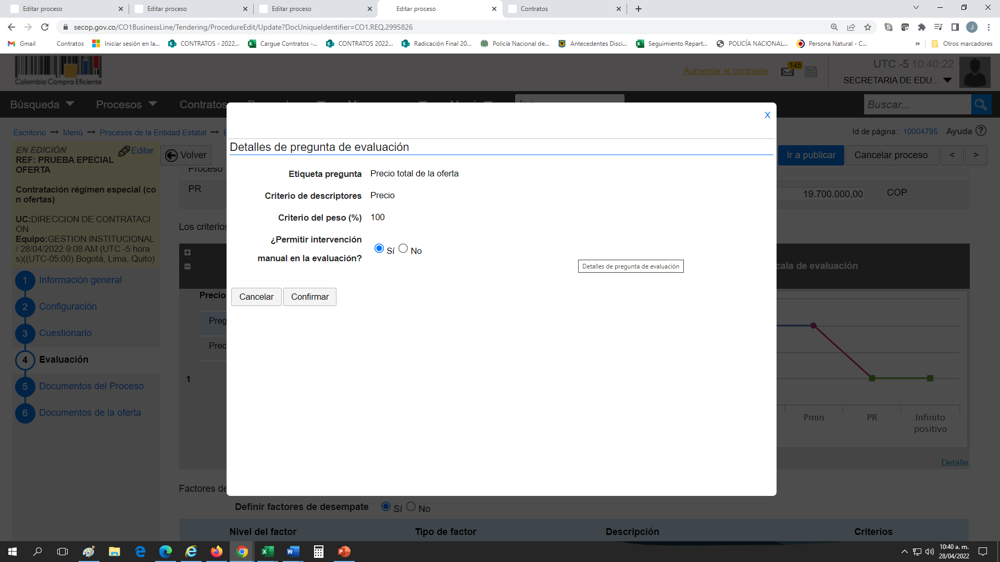 Editar proceso
Editar proceso
Editar proceso
Editar proceso
Contratos
secop.gov.co/CO1BusinessLine/Tendering/ProcedureEdit/Update?DocUniqueIdentifier=CO1.REQ.2995826
J
Gmail
Contratos
Iniciar sesión en la...
CONTRATOS - 2022...
Cargue Contratos -...
CONTRATOS 2022...
Radicación Final 20...
Policía Nacional de...
Antecedentes Disci...
Seguimiento Repart...
POLICÍA NACIONAL...
Persona Natural - C...
»
Otros marcadores
Colombia Compra Eficiente
Aumentar el contraste
145
UTC -5 10:40:22
SECRETARIA DE EDU...
Búsqueda
Procesos
Contratos
Buscar...
Escritorio → Menú → Procesos de la Entidad Estatal →
Id de página:: 10004795
Ayuda
EN EDICIÓN
Editar
REF: PRUEBA EPECIAL
OFERTA
Contratación régimen especial (co
n ofertas)
UC:DIRECCION DE CONTRATACI
ON
Equipo:GESTION INSTITUCIONAL
/ 28/04/2022 9:08 AM (UTC -5 hora
s)((UTC-05:00) Bogotá, Lima, Quito)
1 Información general
2 Configuración
3 Cuestionario
4 Evaluación
5 Documentos del Proceso
6 Documentos de la oferta
Volver
Ir a publicar
Cancelar proceso
<
>
Proceso
PR
19.700.000,00
COP
Los criterios
X
Detalles de pregunta de evaluación
Etiqueta pregunta Precio total de la oferta
Criterio de descriptores Precio
Criterio del peso (%) 100
¿Permitir intervención
manual en la evaluación?
Sí No
Detalles de pregunta de evaluación
Cancelar
Confirmar
cala de evaluación
Precio
Preg
Prec
1
Pmin
PR
Infinito
positivo
Detalle
Factores de
Definir factores de desempate Sí No
Nivel del factor
Tipo de factor
Descripción
Criterios
10:40 a. m.
28/04/2022